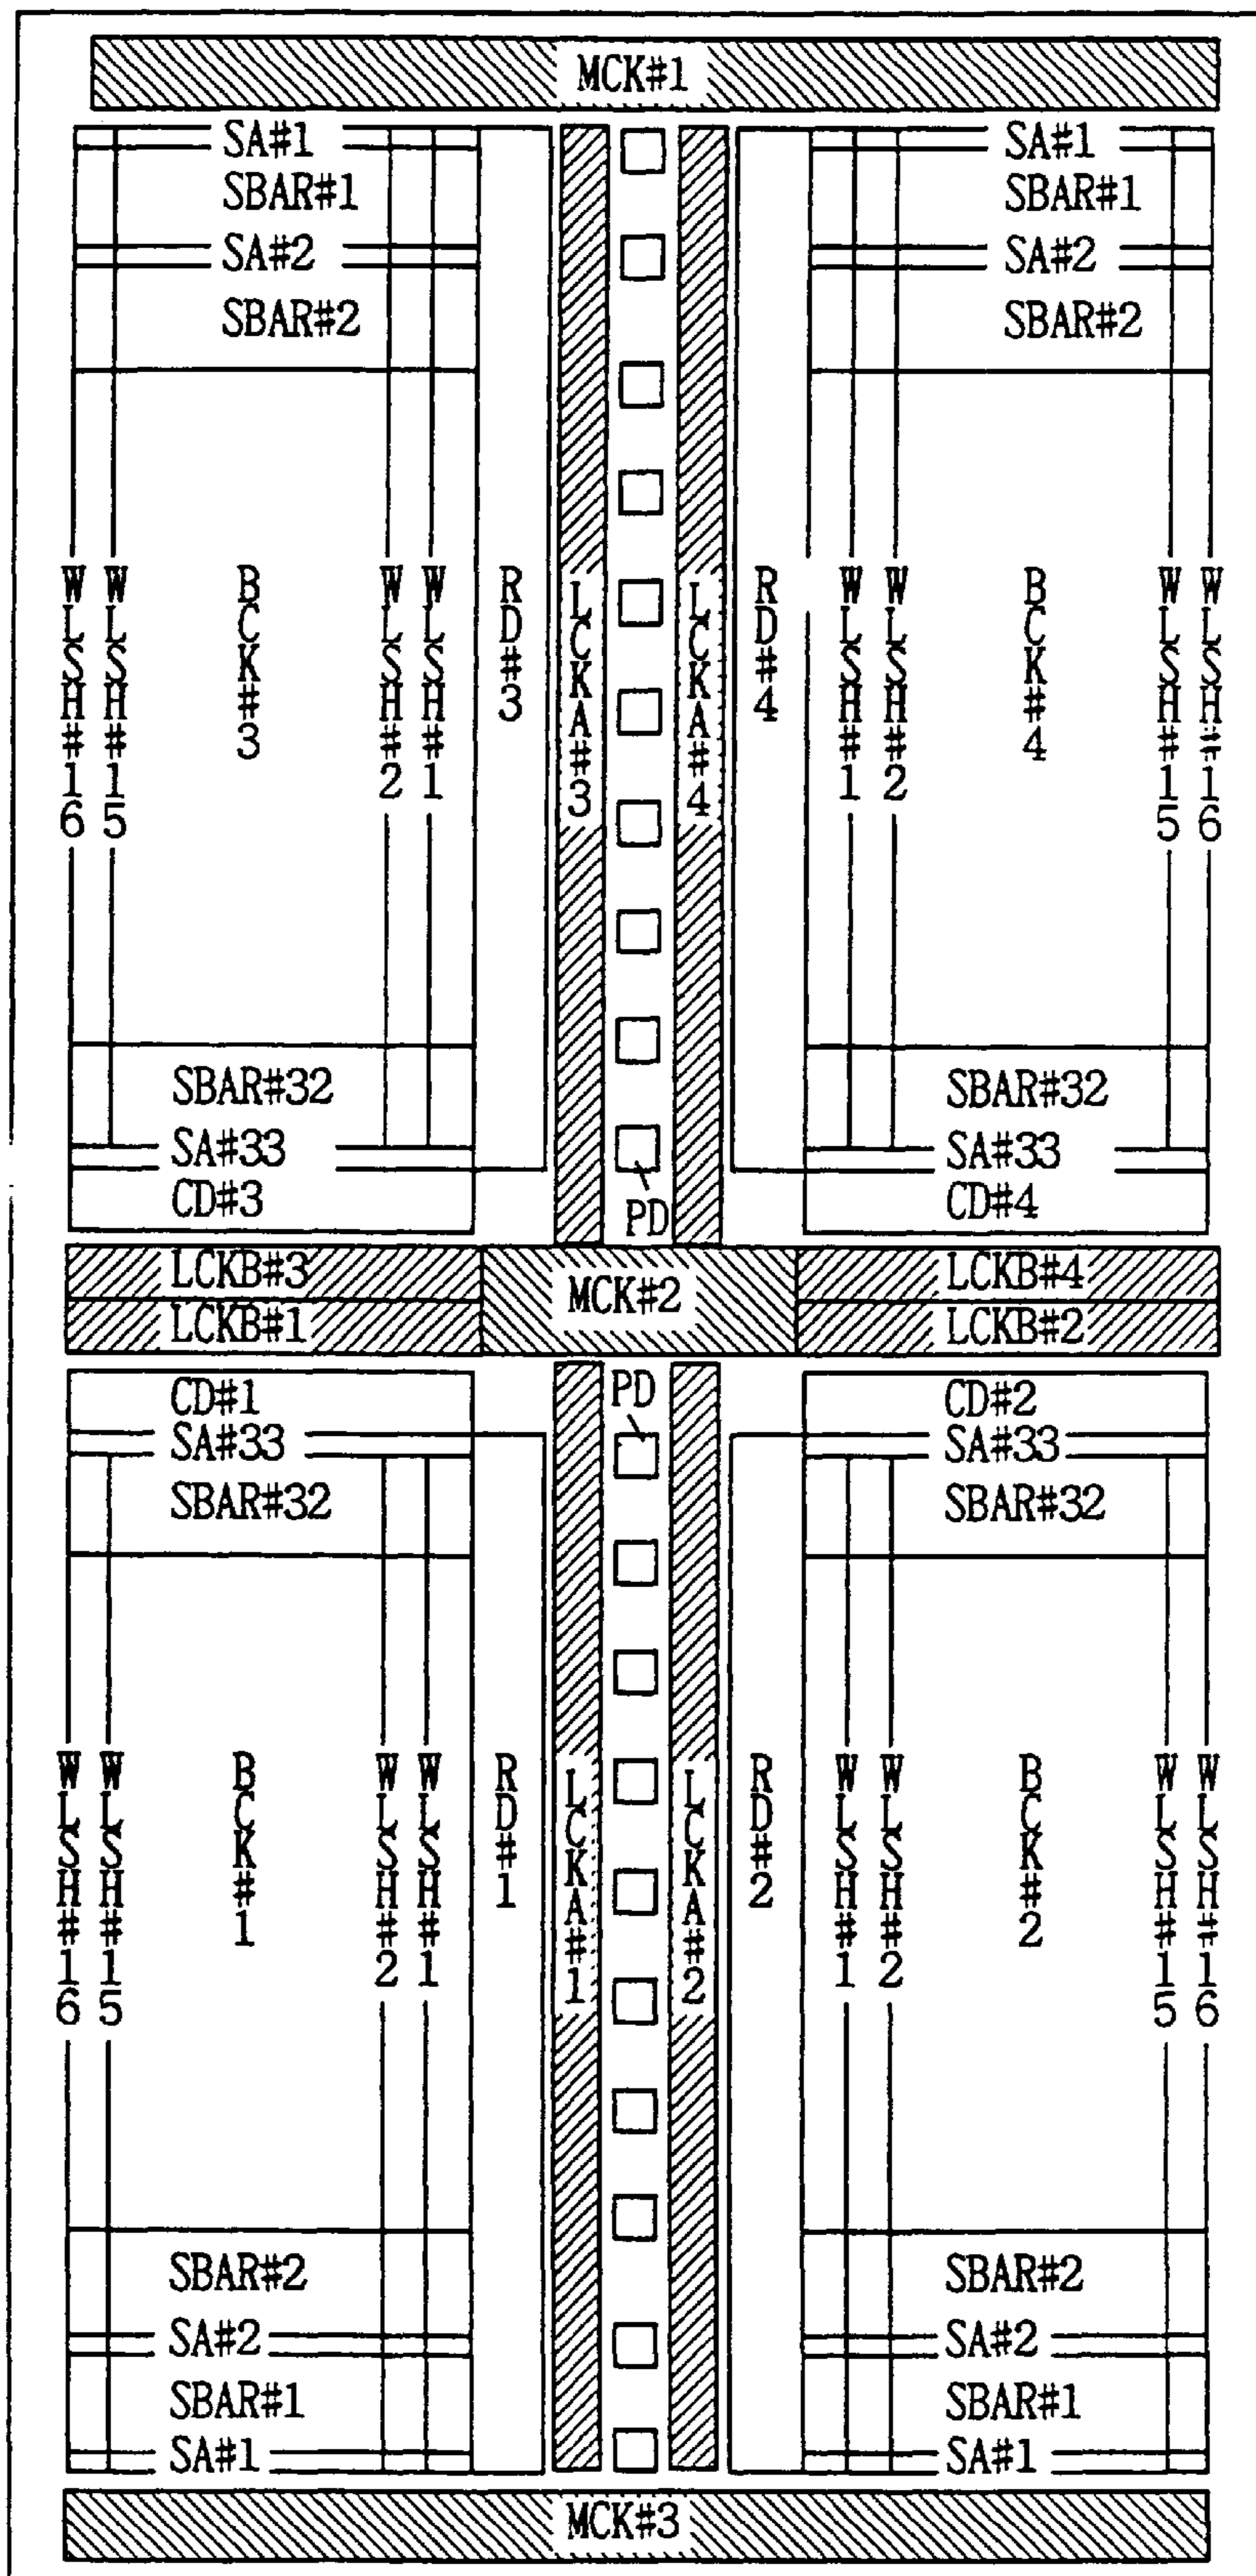 MCK#1
SA#1
SBAR#1
SA#2
SBAR#2
SA#1
SBAR#1
SA#2
SBAR#2
WLSH#16
WLSH#15
BCK#3
WLSH#2
WLSH#1
RD#3
LCKA#3
LCKA#4
RD#4
WLSH#1
WLSH#2
BCK#4
WLSH#15
WLSH#16
SBAR#32
SA#33
CD#3
PD
SBAR#32
SA#33
CD#4
LCKB#3
LCKB#1
MCK#2
LCKB#4
LCKB#2
CD#1
SA#33
SBAR#32
PD
CD#2
SA#33
SBAR#32
WLSH#16
WLSH#15
BCK#1
WLSH#2
WLSH#1
RD#1
LCKA#1
LCKA#2
RD#2
WLSH#1
WLSH#2
BCK#2
WLSH#15
WLSH#16
SBAR#2
SA#2
SBAR#1
SA#1
SBAR#2
SA#2
SBAR#1
SA#1
MCK#3